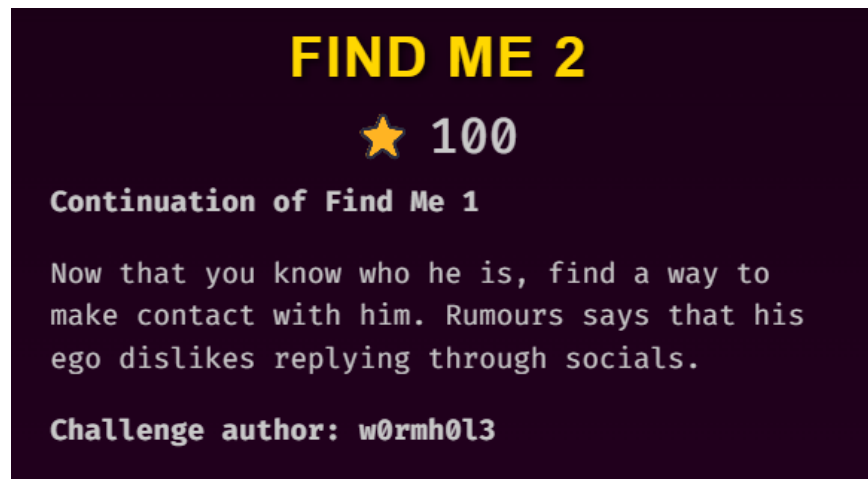 FIND ME 2
100
Continuation of Find Me 1
Now that you know who he is, find a way to
make contact with him. Rumours says that his
ego dislikes replying through socials.
Challenge author: w0rmh0l3